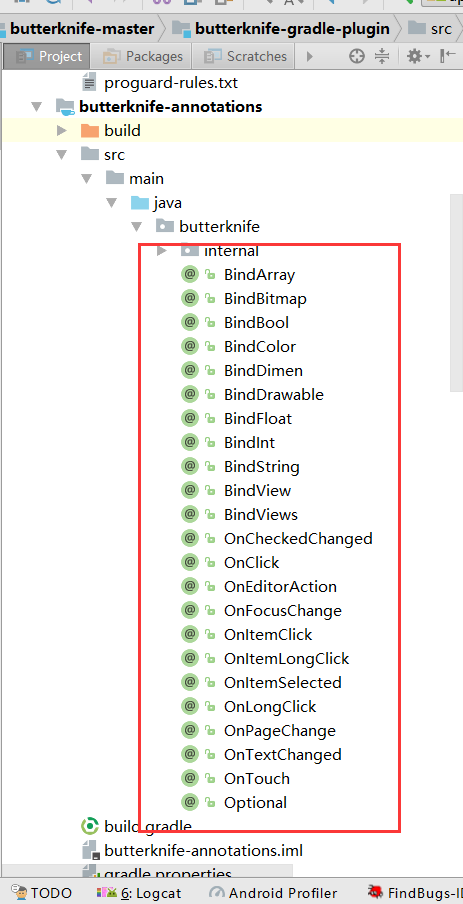 butterknife-master butterknife-gradle-plugin src
Project Packages Scratches
proguard-rules.txt
butterknife-annotations
build
src
main
java
butterknife
internal
BindArray
BindBitmap
BindBool
BindColor
BindDimen
BindDrawable
BindFloat
BindInt
BindString
BindView
BindViews
OnCheckedChanged
OnClick
OnEditorAction
OnFocusChange
OnItemClick
OnItemLongClick
OnItemSelected
OnLongClick
OnPageChange
OnTextChanged
OnTouch
Optional
build.gradle
butterknife-annotations.iml
gradle.properties
TODO 6: Logcat Android Profiler